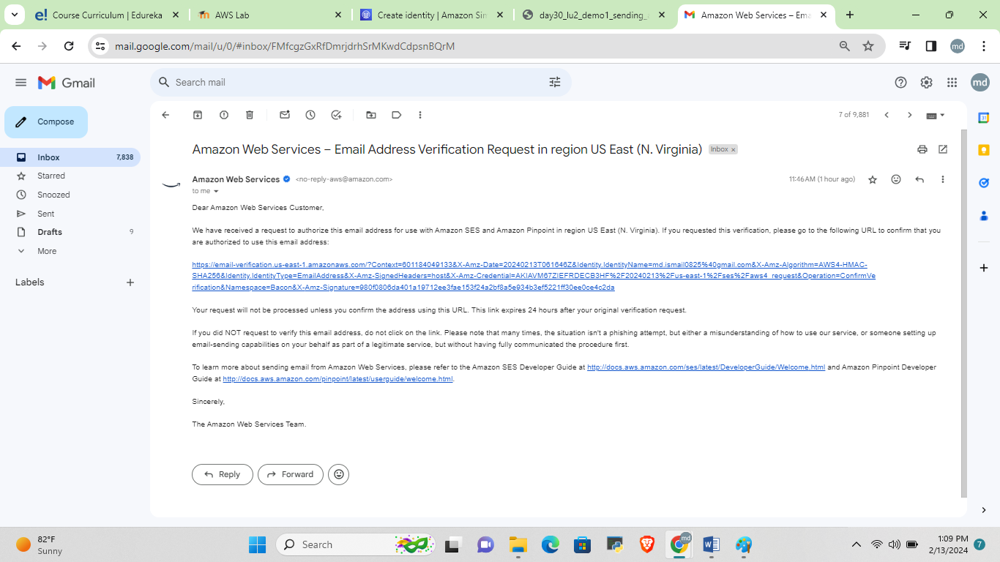 Course Curriculum | Edureka
AWS Lab
Create identity | Amazon Sim
day30_lu2_demo1_sending_
Amazon Web Services – Ema
mail.google.com/mail/u/0/#inbox/FMfcgzGxRfDmrjdrhSrMKwdCdpsnBQrM
md
Gmail
Search mail
md
Compose
7 of 9,881
Inbox 7,838
Starred
Snoozed
Sent
Drafts 9
More
Labels
Amazon Web Services – Email Address Verification Request in region US East (N. Virginia) Inbox x
Amazon Web Services <no-reply-aws@amazon.com> 11:46 AM (1 hour ago)
to me
Dear Amazon Web Services Customer,
We have received a request to authorize this email address for use with Amazon SES and Amazon Pinpoint in region US East (N. Virginia). If you requested this verification, please go to the following URL to confirm that you
are authorized to use this email address:
https://email-verification.us-east-1.amazonaws.com/?Context=601184049133&X-Amz-Date=20240213T061646Z&Identity.IdentityName=md.ismail0825%40gmail.com&X-Amz-Algorithm=AWS4-HMAC-
SHA256&Identity.IdentityType=EmailAddress&X-Amz-SignedHeaders=host&X-Amz-Credential=AKIAVM67ZIEFRDECB3HF%2F20240213%2Fus-east-1%2Fses%2Faws4_request&Operation=ConfirmVe
rification&Namespace=Bacon&X-Amz-Signature=980f0806da401a19712ee3fae153f24a2bf8a5e934b3ef5221ff30ee0ce4c2da
Your request will not be processed unless you confirm the address using this URL. This link expires 24 hours after your original verification request.
If you did NOT request to verify this email address, do not click on the link. Please note that many times, the situation isn't a phishing attempt, but either a misunderstanding of how to use our service, or someone setting up
email-sending capabilities on your behalf as part of a legitimate service, but without having fully communicated the procedure first.
To learn more about sending email from Amazon Web Services, please refer to the Amazon SES Developer Guide at http://docs.aws.amazon.com/ses/latest/DeveloperGuide/Welcome.html and Amazon Pinpoint Developer
Guide at http://docs.aws.amazon.com/pinpoint/latest/userguide/welcome.html.
Sincerely,
The Amazon Web Services Team.
Reply
Forward
82°F
Sunny
Search
md
1:09 PM
2/13/2024
7